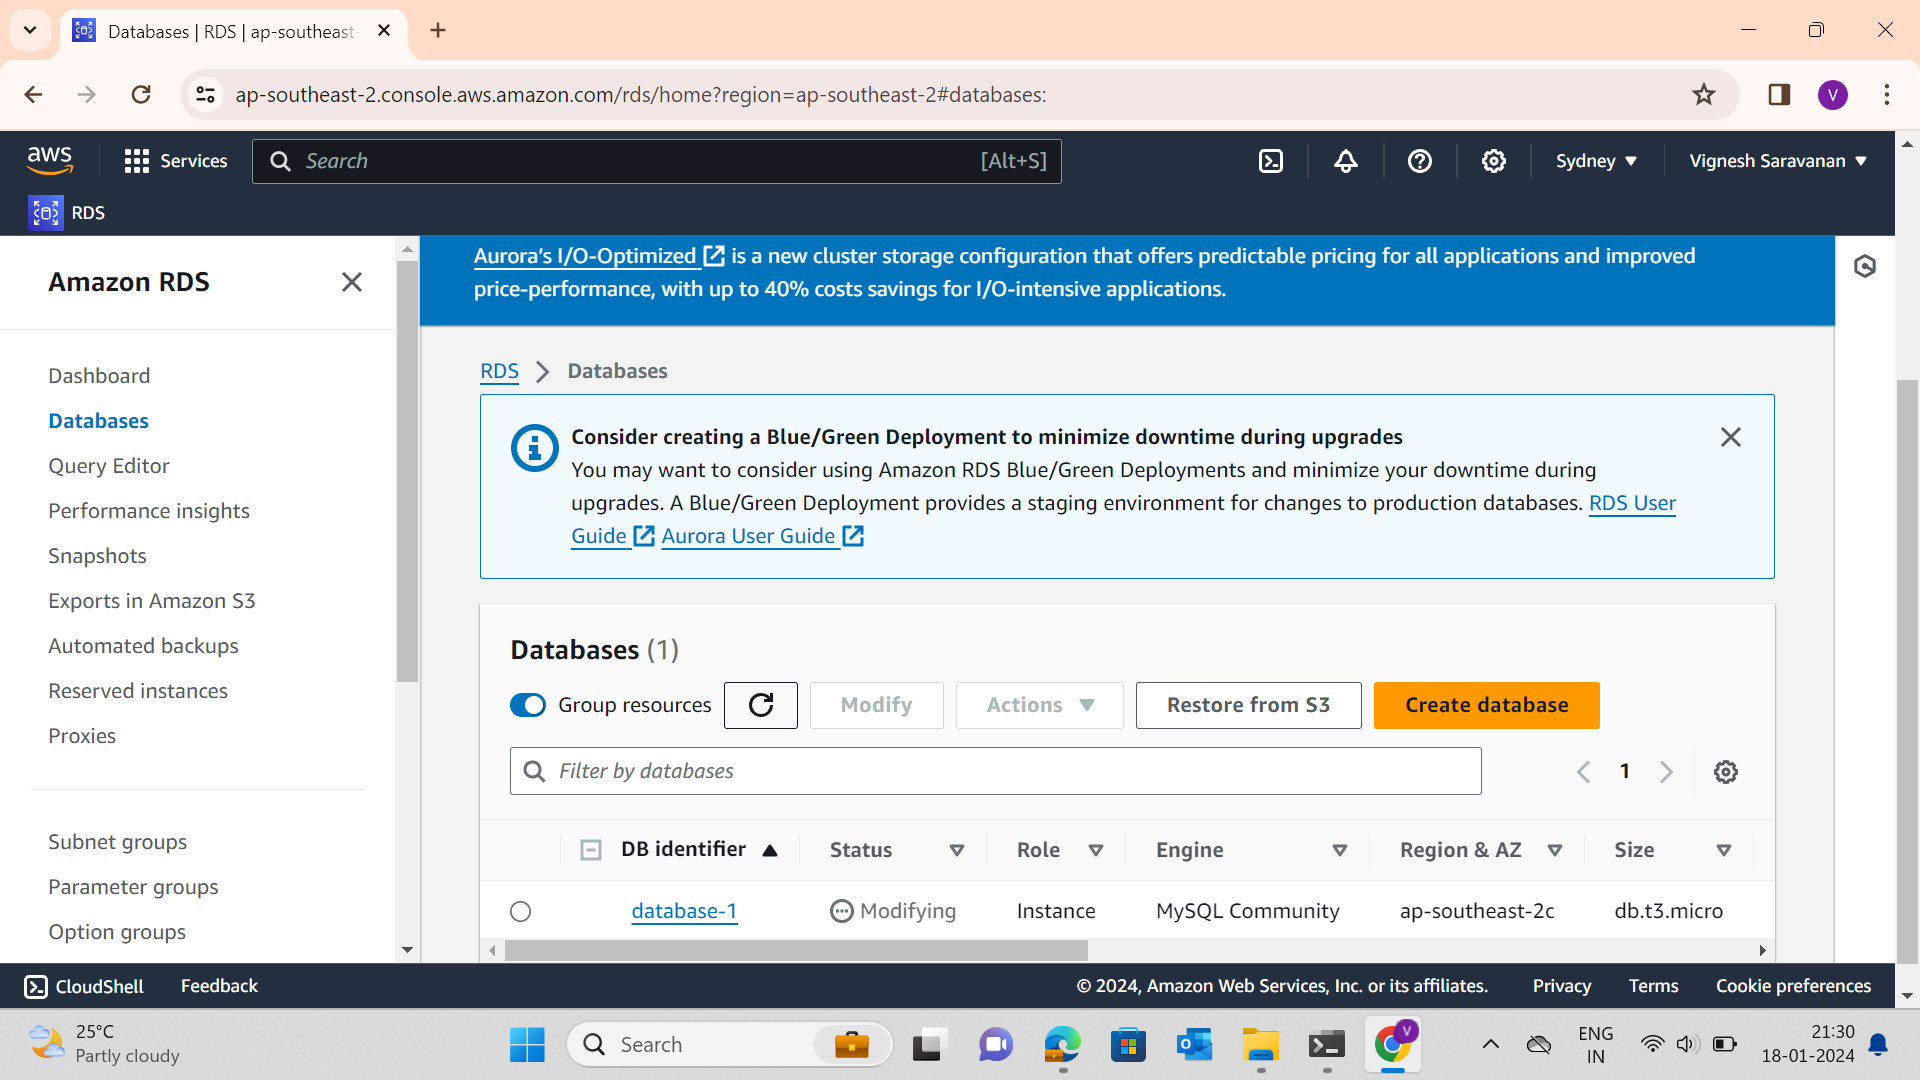 Databases | RDS | ap-southeast-
ap-southeast-2.console.aws.amazon.com/rds/home?region=ap-southeast-2#databases:
V
aws
Services
Search
[Alt+S]
Sydney
Vignesh Saravanan
RDS
Amazon RDS
Dashboard
Databases
Query Editor
Performance insights
Snapshots
Exports in Amazon S3
Automated backups
Reserved instances
Proxies
Subnet groups
Parameter groups
Option groups
Aurora’s I/O-Optimized is a new cluster storage configuration that offers predictable pricing for all applications and improved
price-performance, with up to 40% costs savings for I/O-intensive applications.
RDS Databases
Consider creating a Blue/Green Deployment to minimize downtime during upgrades
You may want to consider using Amazon RDS Blue/Green Deployments and minimize your downtime during
upgrades. A Blue/Green Deployment provides a staging environment for changes to production databases. RDS User
Guide Aurora User Guide
Databases (1)
Group resources
Modify
Actions
Restore from S3
Create database
Filter by databases
1
DB identifier Status Role Engine Region & AZ Size
database-1 Modifying Instance MySQL Community ap-southeast-2c db.t3.micro
CloudShell
Feedback
© 2024, Amazon Web Services, Inc. or its affiliates.
Privacy
Terms
Cookie preferences
25°C
Partly cloudy
Search
V
ENG
IN
21:30
18-01-2024